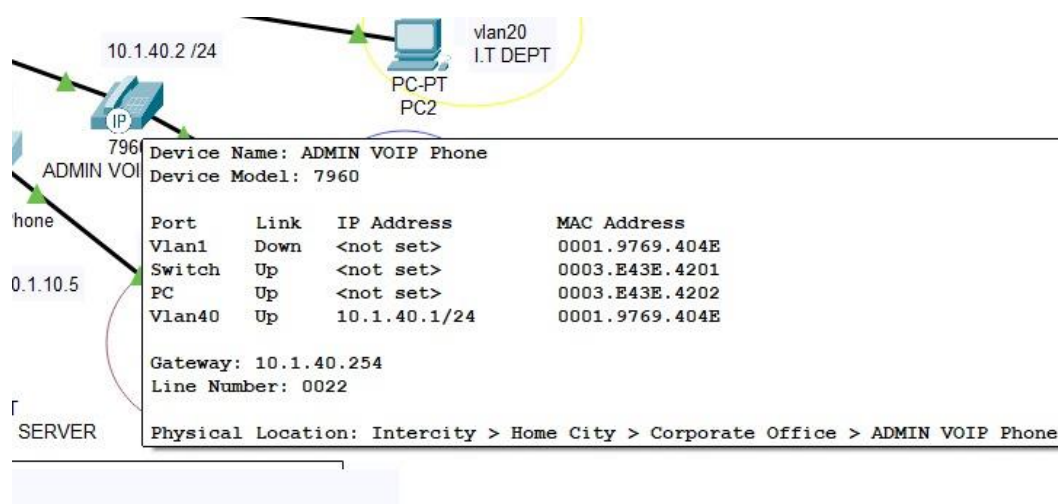 vlan20
I.T DEPT
10.1.40.2 /24
PC-PT
PC2
IP
796
ADMIN VOI
Device Name: ADMIN VOIP Phone
Device Model: 7960
hone
Port Link IP Address MAC Address
Vlan1 Down <not set> 0001.9769.404E
Switch Up <not set> 0003.E43E.4201
0.1.10.5
PC Up <not set> 0003.E43E.4202
Vlan40 Up 10.1.40.1/24 0001.9769.404E
Gateway: 10.1.40.254
Line Number: 0022
T
SERVER
Physical Location: Intercity > Home City > Corporate Office > ADMIN VOIP Phone